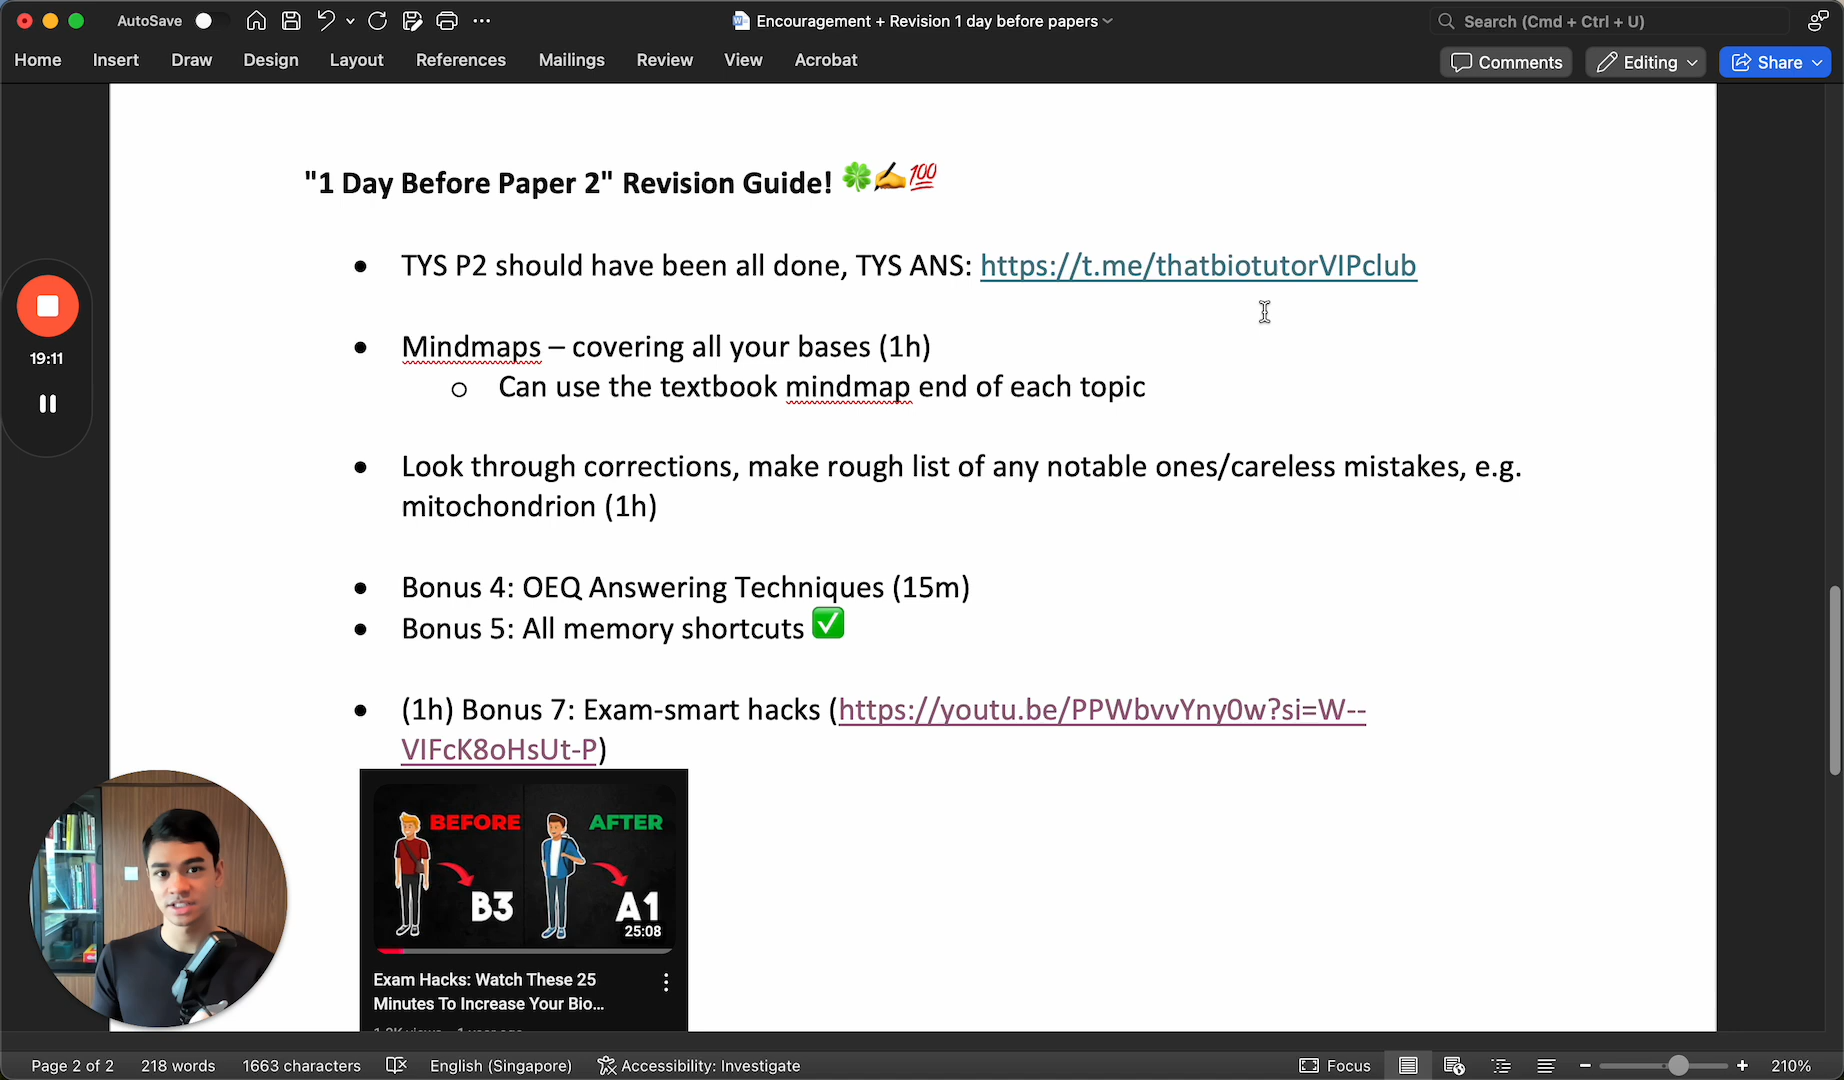 AutoSave
Encouragement + Revision 1 day before papers
Search (Cmd + Ctrl + U)
Home Insert Draw Design Layout References Mailings Review View Acrobat
Comments Editing Share
"1 Day Before Paper 2" Revision Guide! 🍀✍️💯
• TYS P2 should have been all done, TYS ANS: https://t.me/thatbiotutorVIPclub
19:11
• Mindmaps – covering all your bases (1h)
o Can use the textbook mindmap end of each topic
• Look through corrections, make rough list of any notable ones/careless mistakes, e.g.
mitochondrion (1h)
• Bonus 4: OEQ Answering Techniques (15m)
• Bonus 5: All memory shortcuts ✅
• (1h) Bonus 7: Exam-smart hacks (https://youtu.be/PPWbvvYny0w?si=W--
VIFcK8oHsUt-P)
BEFORE AFTER
B3 A1
25:08
Exam Hacks: Watch These 25
Minutes To Increase Your Bio...
Page 2 of 2 218 words 1663 characters English (Singapore) Accessibility: Investigate Focus 210%